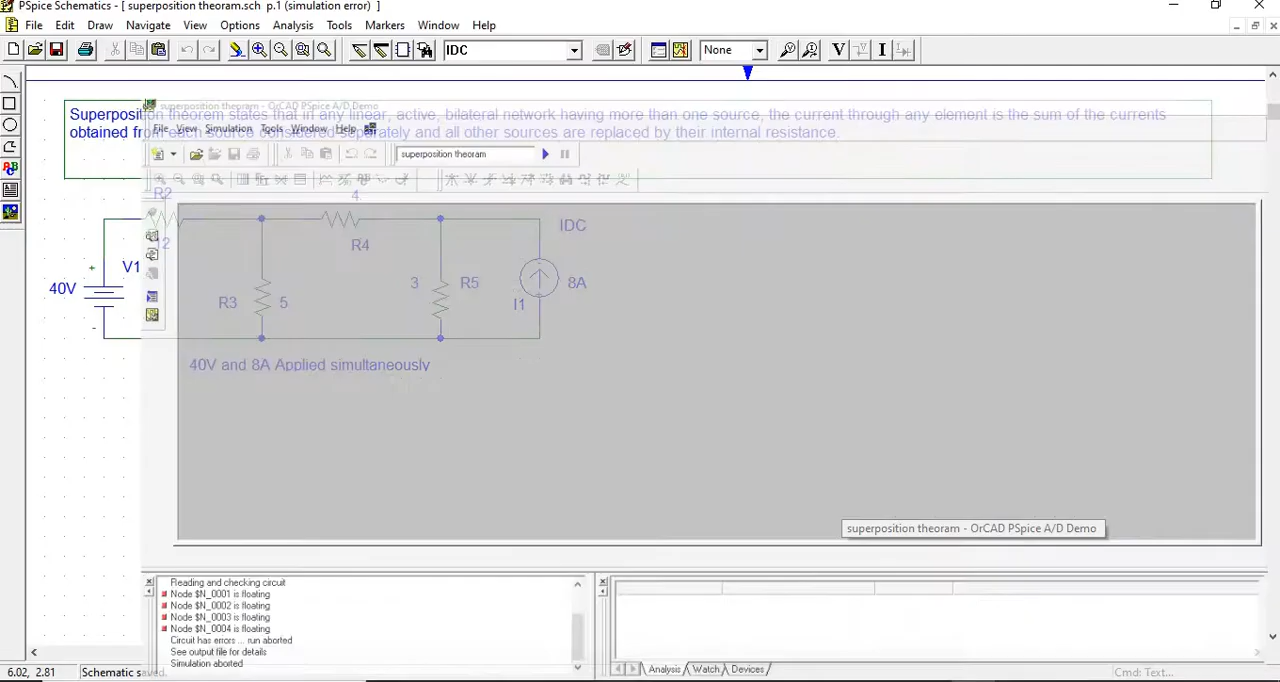 PSpice Schematics - [ superposition theoram.sch p.1 (simulation error) ]
File Edit Draw Navigate View Options Analysis Tools Markers Window Help
IDC
None
V I
superposition theoram - OrCAD PSpice A/D Demo
Superposition theorem states that in any linear, active, bilateral network having more than one source, the current through any element is the sum of the currents
File View Simulation Tools Window Help
obtained from each source considered separately and all other sources are replaced by their internal resistance.
superposition theoram
R2 4
12 R4 IDC
40V + V1 - R3 5 3 R5 I1 8A
40V and 8A Applied simultaneously
superposition theoram - OrCAD PSpice A/D Demo
Reading and checking circuit
Node $N_0001 is floating
Node $N_0002 is floating
Node $N_0003 is floating
Node $N_0004 is floating
Circuit has errors ... run aborted
See output file for details
Simulation aborted
Analysis Watch Devices
6.02, 2.81 Schematic saved. Cmd: Text...